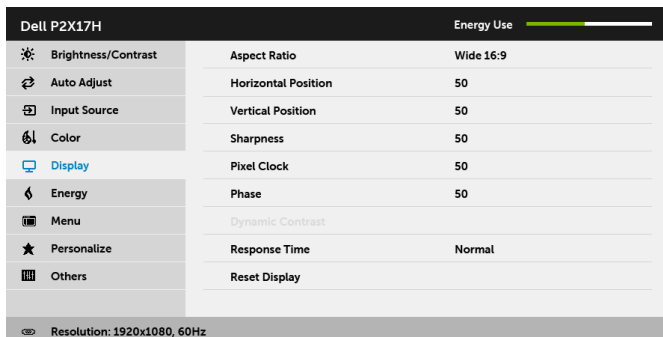 Dell P2X17H Energy Use
Brightness/Contrast Aspect Ratio Wide 16:9
Auto Adjust Horizontal Position 50
Input Source Vertical Position 50
Color Sharpness 50
Display Pixel Clock 50
Energy Phase 50
Menu Dynamic Contrast
Personalize Response Time Normal
Others Reset Display
Resolution: 1920x1080, 60Hz